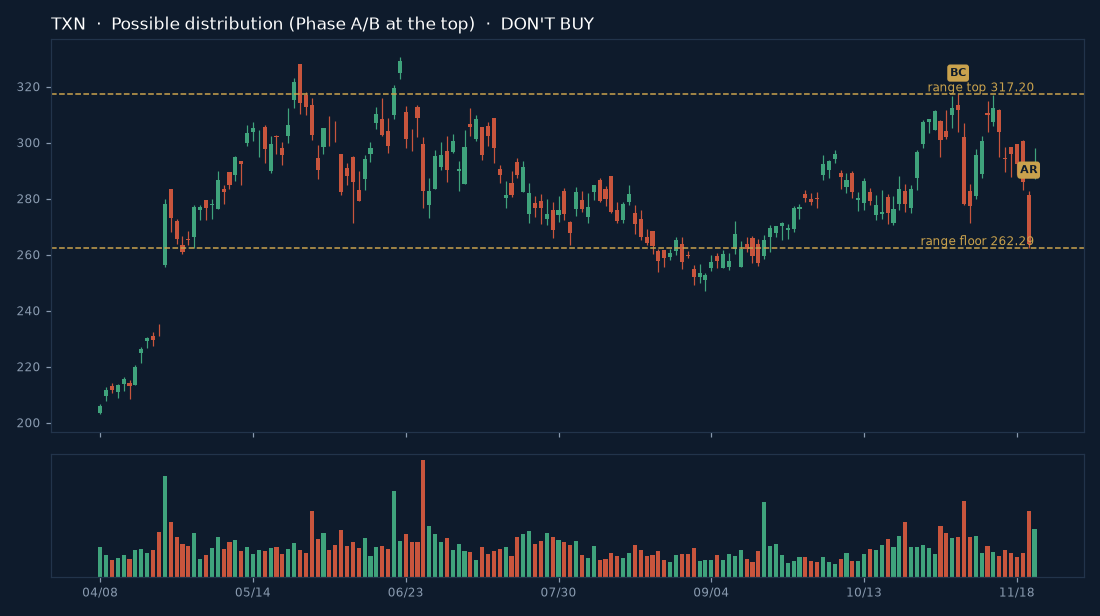 TXN · Possible distribution (Phase A/B at the top) · DON'T BUY
320
300
280
260
240
220
200
BC
range top 317.20
AR
range floor 262.29
04/08
05/14
06/23
07/30
09/04
10/13
11/18